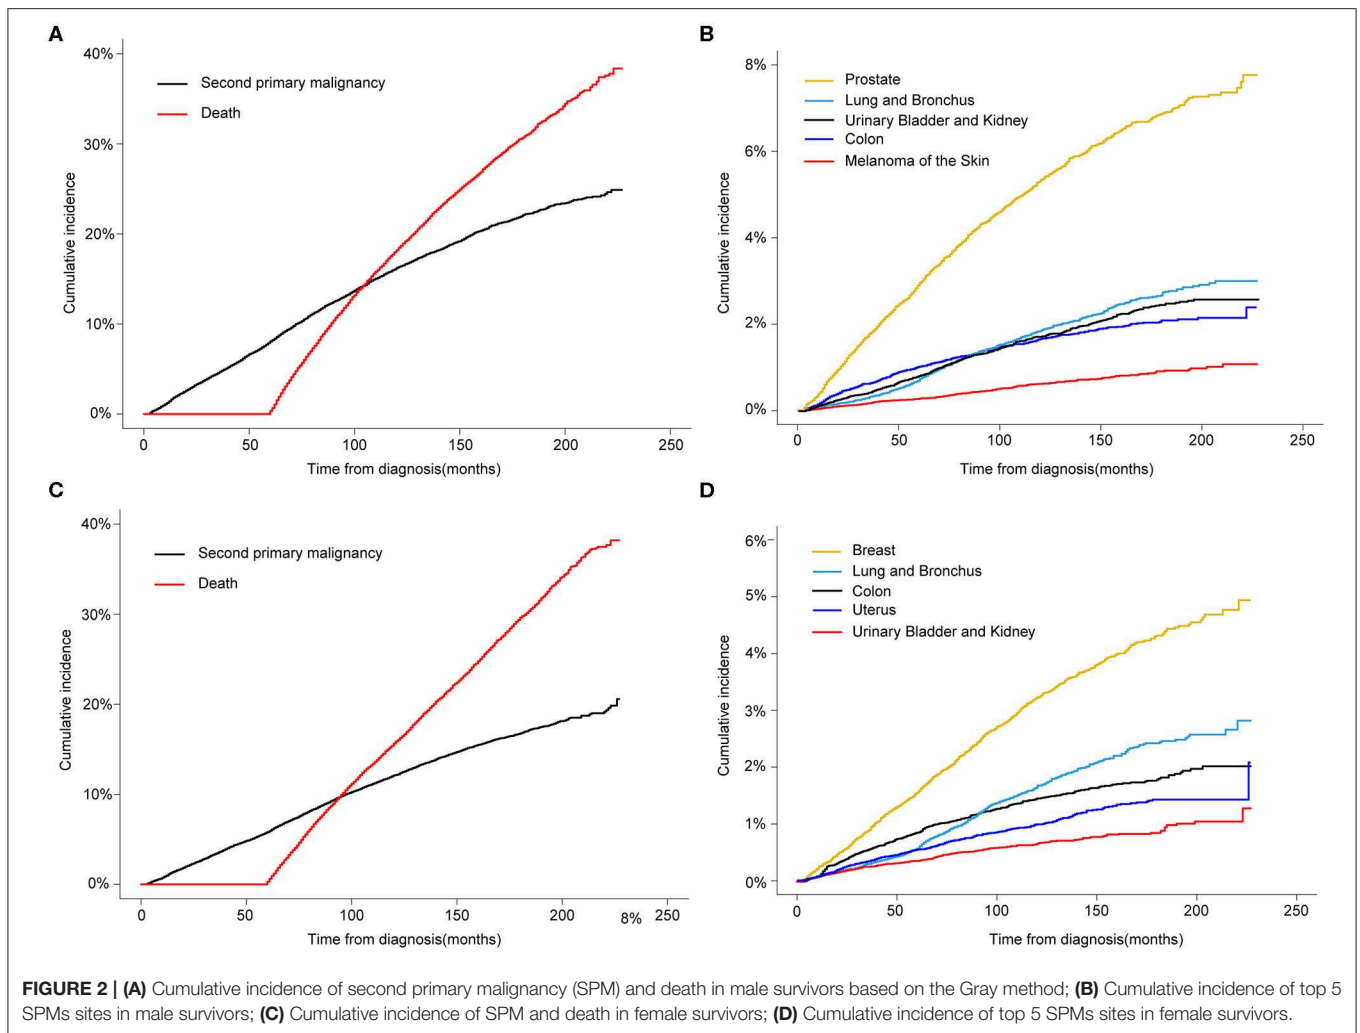 A
40%
30%
20%
10%
0%
Cumulative incidence
Second primary malignancy
Death
0 50 100 150 200 250
Time from diagnosis(months)
B
8%
6%
4%
2%
0%
Cumulative incidence
Prostate
Lung and Bronchus
Urinary Bladder and Kidney
Colon
Melanoma of the Skin
0 50 100 150 200 250
Time from diagnosis(months)
C
40%
30%
20%
10%
0%
Cumulative incidence
Second primary malignancy
Death
0 50 100 150 200 250
8%
Time from diagnosis(months)
D
6%
5%
4%
3%
2%
1%
0%
Cumulative incidence
Breast
Lung and Bronchus
Colon
Uterus
Urinary Bladder and Kidney
0 50 100 150 200 250
Time from diagnosis(months)
FIGURE 2 | (A) Cumulative incidence of second primary malignancy (SPM) and death in male survivors based on the Gray method; (B) Cumulative incidence of top 5
SPMs sites in male survivors; (C) Cumulative incidence of SPM and death in female survivors; (D) Cumulative incidence of top 5 SPMs sites in female survivors.